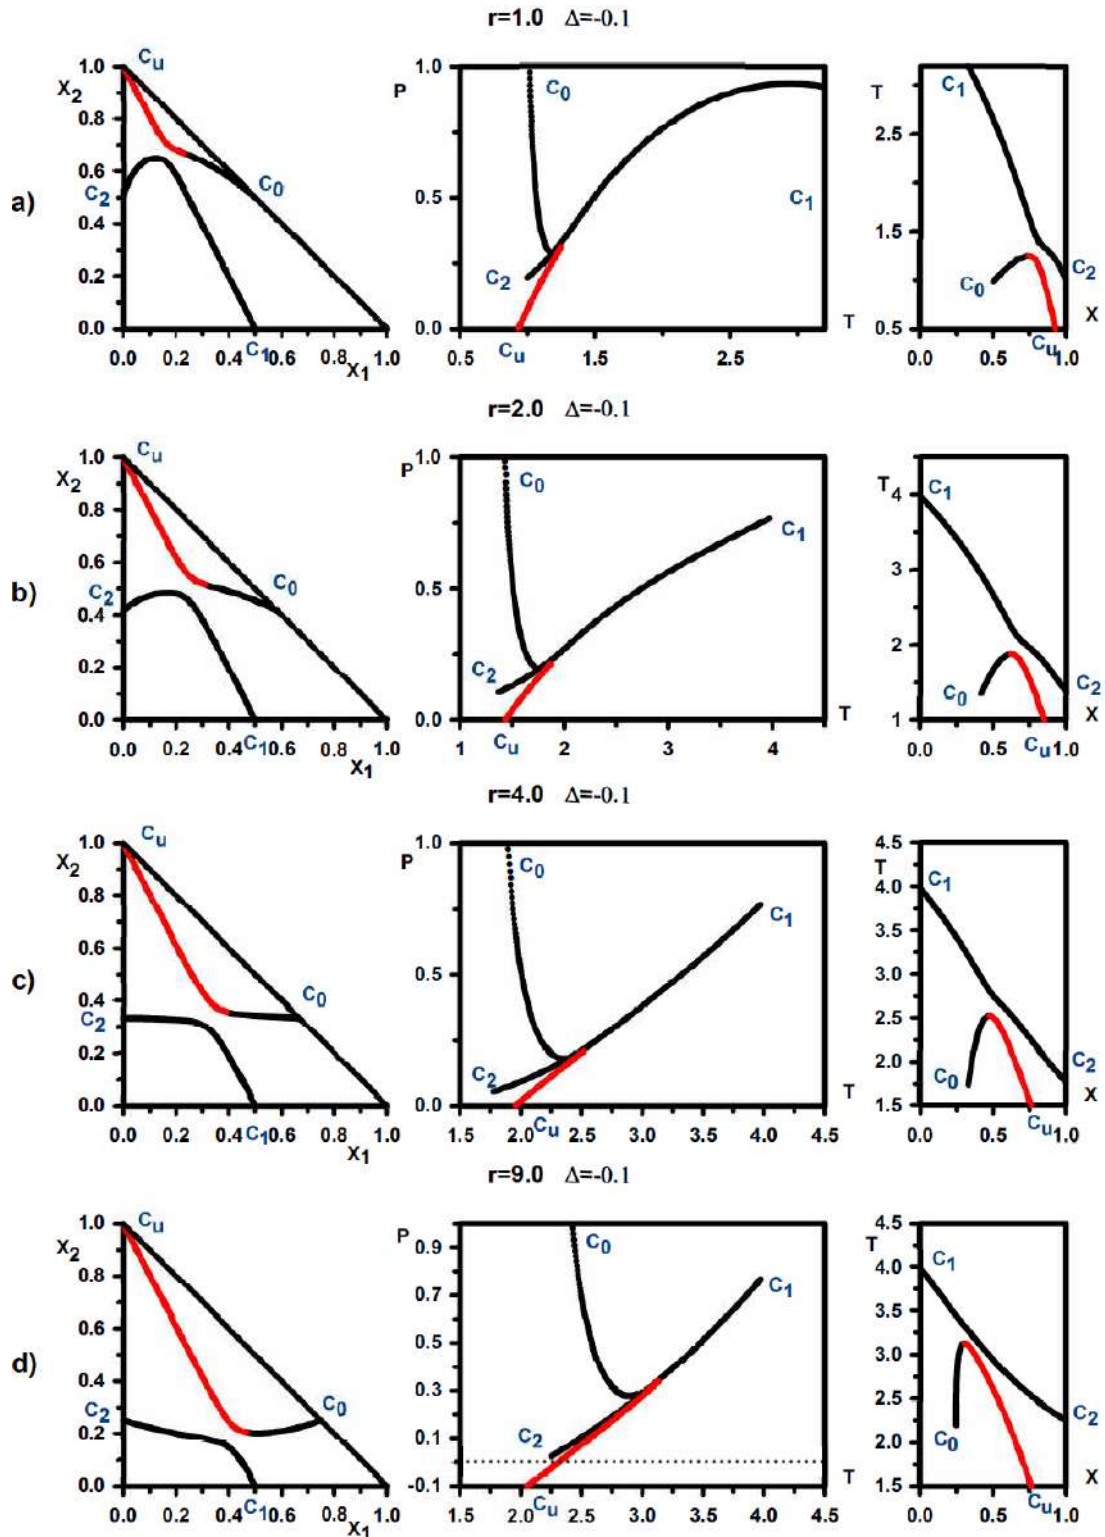 r=1.0 Δ=-0.1
a)
X2
Cu
C2
C0
C1
X1
1.0
0.8
0.6
0.4
0.2
0.0
0.0 0.2 0.4 0.6 0.8 1.0
P
C0
C1
C2
Cu
T
1.0
0.5
0.0
0.5 1.5 2.5
T
C1
C2
C0
Cu
X
2.5
1.5
0.5
0.0 0.5 1.0
r=2.0 Δ=-0.1
b)
X2
Cu
C2
C0
C1
X1
1.0
0.8
0.6
0.4
0.2
0.0
0.0 0.2 0.4 0.6 0.8 1.0
P
C0
C1
C2
Cu
T
1.0
0.5
0.0
1 2 3 4
T
C1
C2
C0
Cu
X
4
3
2
1
0.0 0.5 1.0
r=4.0 Δ=-0.1
c)
X2
Cu
C2
C0
C1
X1
1.0
0.8
0.6
0.4
0.2
0.0
0.0 0.2 0.4 0.6 0.8 1.0
P
C0
C1
C2
Cu
T
1.0
0.5
0.0
1.5 2.0 2.5 3.0 3.5 4.0 4.5
T
C1
C2
C0
Cu
X
4.5
4.0
3.5
3.0
2.5
2.0
1.5
0.0 0.5 1.0
r=9.0 Δ=-0.1
d)
X2
Cu
C2
C0
C1
X1
1.0
0.8
0.6
0.4
0.2
0.0
0.0 0.2 0.4 0.6 0.8 1.0
P
C0
C1
C2
Cu
T
0.9
0.7
0.5
0.3
0.1
-0.1
1.5 2.0 2.5 3.0 3.5 4.0 4.5
T
C1
C2
C0
Cu
X
4.5
4.0
3.5
3.0
2.5
2.0
1.5
0.0 0.5 1.0